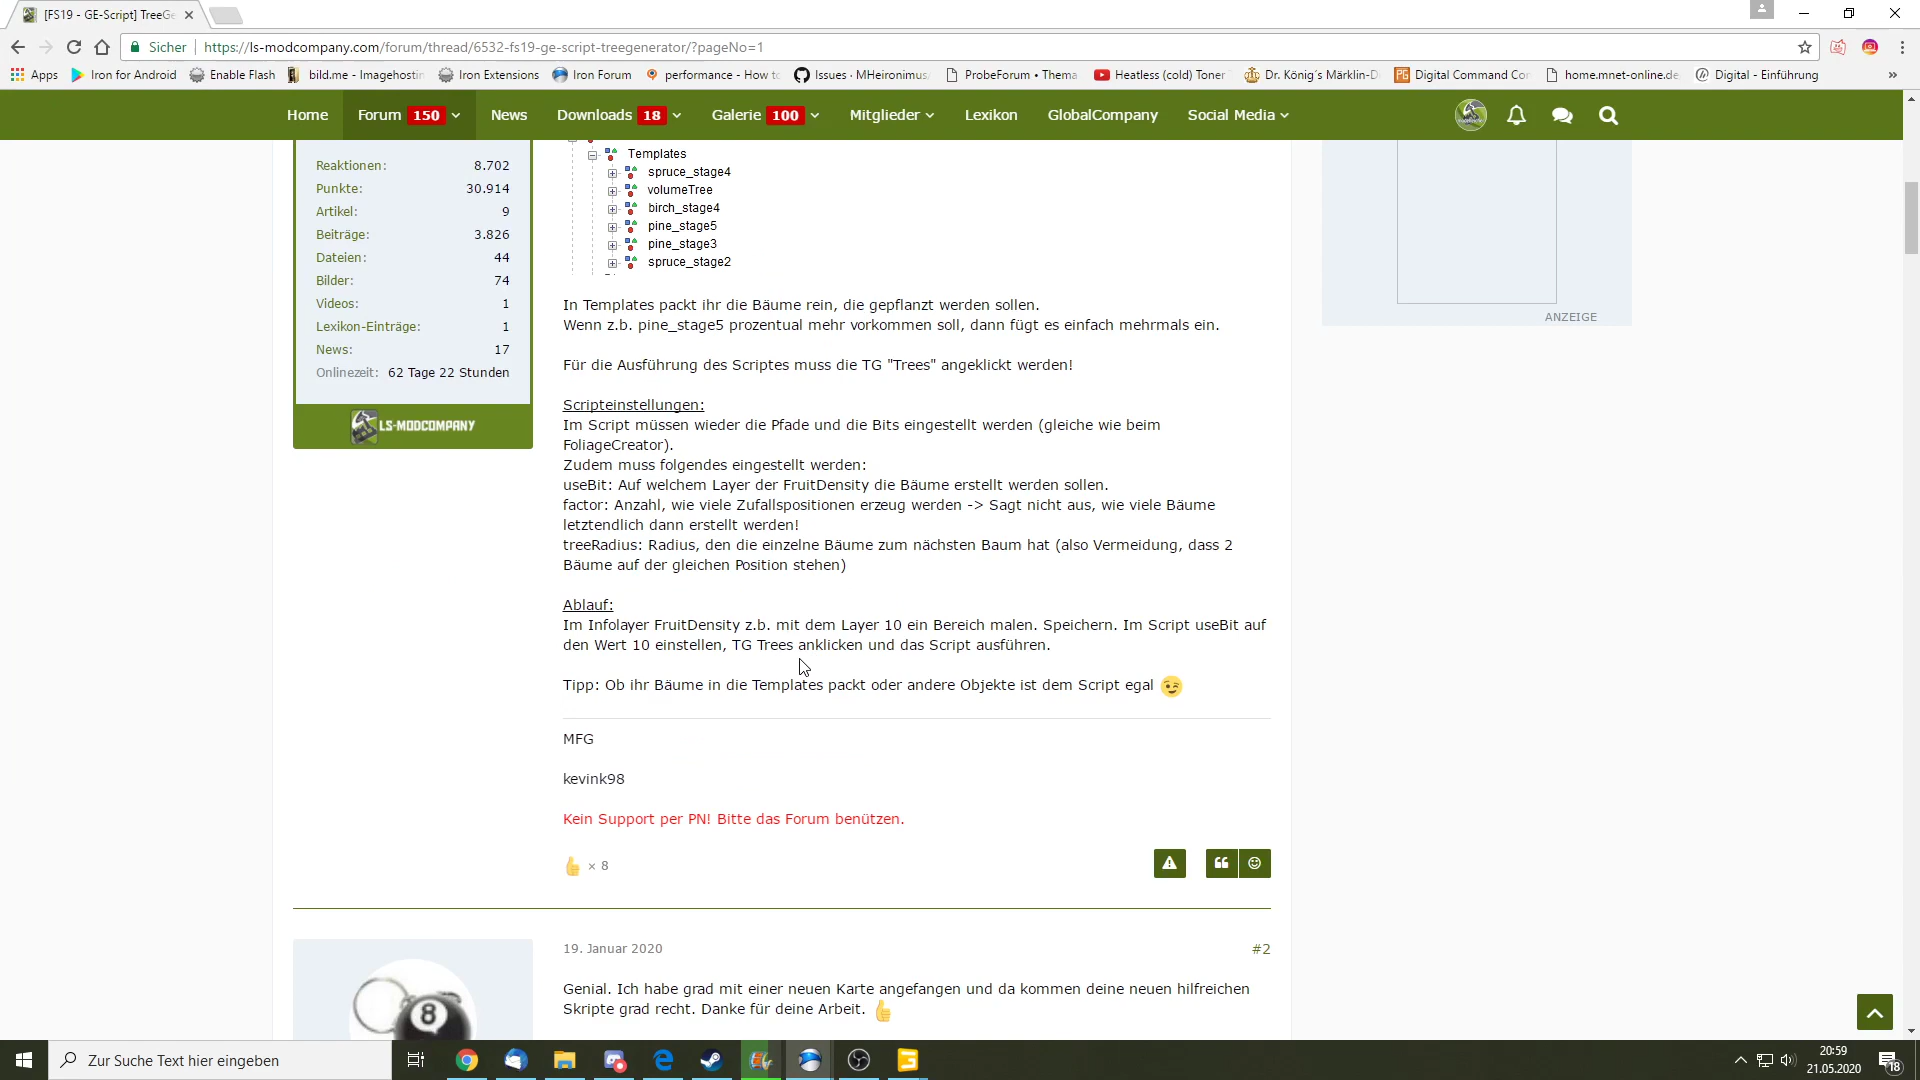 [FS19 - GE-Script] TreeGe
Sicher
https://ls-modcompany.com/forum/thread/6532-fs19-ge-script-treegenerator/?pageNo=1
Apps
Iron for Android
Enable Flash
bild.me - Imagehostin
Iron Extensions
Iron Forum
performance - How to
Issues · MHeironimus/
ProbeForum • Thema
Heatless (cold) Toner
Dr. König´s Märklin-D
Digital Command Con
home.mnet-online.de
Digital - Einführung
»
Home
Forum 150
News
Downloads 18
Galerie 100
Mitglieder
Lexikon
GlobalCompany
Social Media
Reaktionen: 8.702
Punkte: 30.914
Artikel: 9
Beiträge: 3.826
Dateien: 44
Bilder: 74
Videos: 1
Lexikon-Einträge: 1
News: 17
Onlinezeit: 62 Tage 22 Stunden
LS-MODCOMPANY
Templates
spruce_stage4
volumeTree
birch_stage4
pine_stage5
pine_stage3
spruce_stage2
In Templates packt ihr die Bäume rein, die gepflanzt werden sollen.
Wenn z.b. pine_stage5 prozentual mehr vorkommen soll, dann fügt es einfach mehrmals ein.
Für die Ausführung des Scriptes muss die TG "Trees" angeklickt werden!
Scripteinstellungen:
Im Script müssen wieder die Pfade und die Bits eingestellt werden (gleiche wie beim
FoliageCreator).
Zudem muss folgendes eingestellt werden:
useBit: Auf welchem Layer der FruitDensity die Bäume erstellt werden sollen.
factor: Anzahl, wie viele Zufallspositionen erzeug werden -> Sagt nicht aus, wie viele Bäume
letztendlich dann erstellt werden!
treeRadius: Radius, den die einzelne Bäume zum nächsten Baum hat (also Vermeidung, dass 2
Bäume auf der gleichen Position stehen)
Ablauf:
Im Infolayer FruitDensity z.b. mit dem Layer 10 ein Bereich malen. Speichern. Im Script useBit auf
den Wert 10 einstellen, TG Trees anklicken und das Script ausführen.
Tipp: Ob ihr Bäume in die Templates packt oder andere Objekte ist dem Script egal
MFG
kevink98
Kein Support per PN! Bitte das Forum benützen.
× 8
ANZEIGE
19. Januar 2020
#2
Genial. Ich habe grad mit einer neuen Karte angefangen und da kommen deine neuen hilfreichen
Skripte grad recht. Danke für deine Arbeit.
8
Zur Suche Text hier eingeben
20:59
21.05.2020
18